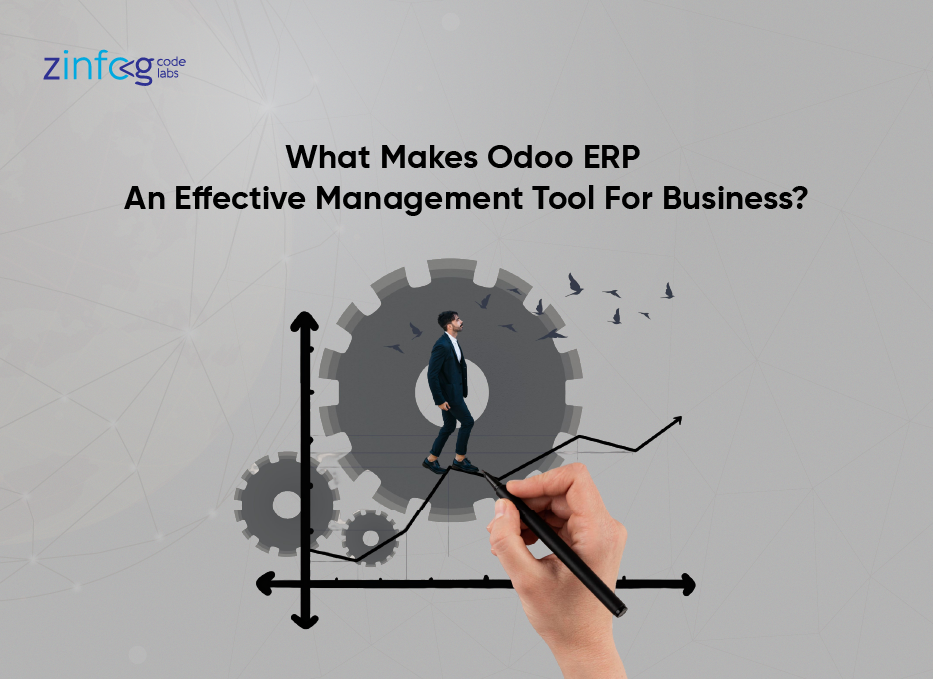 zinfog code
labs
What Makes Odoo ERP
An Effective Management Tool For Business?